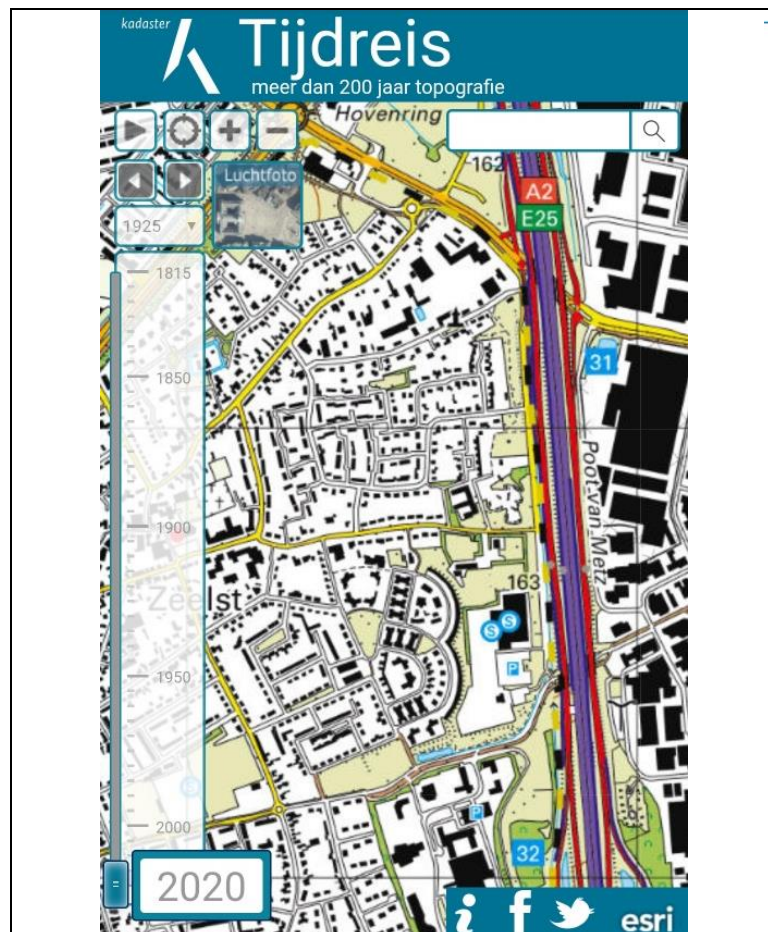 kadaster
Tijdreis
meer dan 200 jaar topografie
Hovenring
162
A2
E25
Luchtfoto
1925
1815
31
1850
Poot van Metz
1900
163
Zeelst
S S
P
1950
P
2000
32
2020
esri